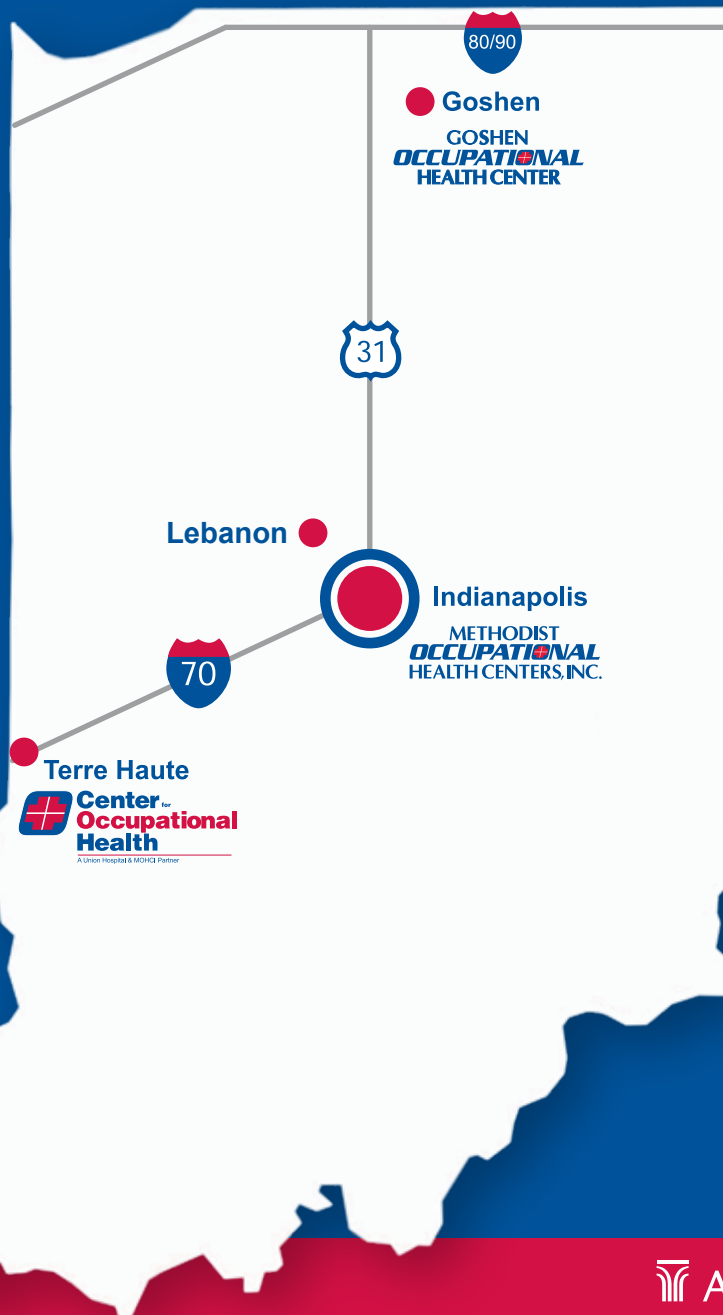 80/90
Goshen
GOSHEN
OCCUPATIONAL
HEALTH CENTER
31
Lebanon
Indianapolis
METHODIST
OCCUPATIONAL
HEALTH CENTERS, INC.
70
Terre Haute
Center for
Occupational
Health
A Union Hospital & MOHCI Partner
A